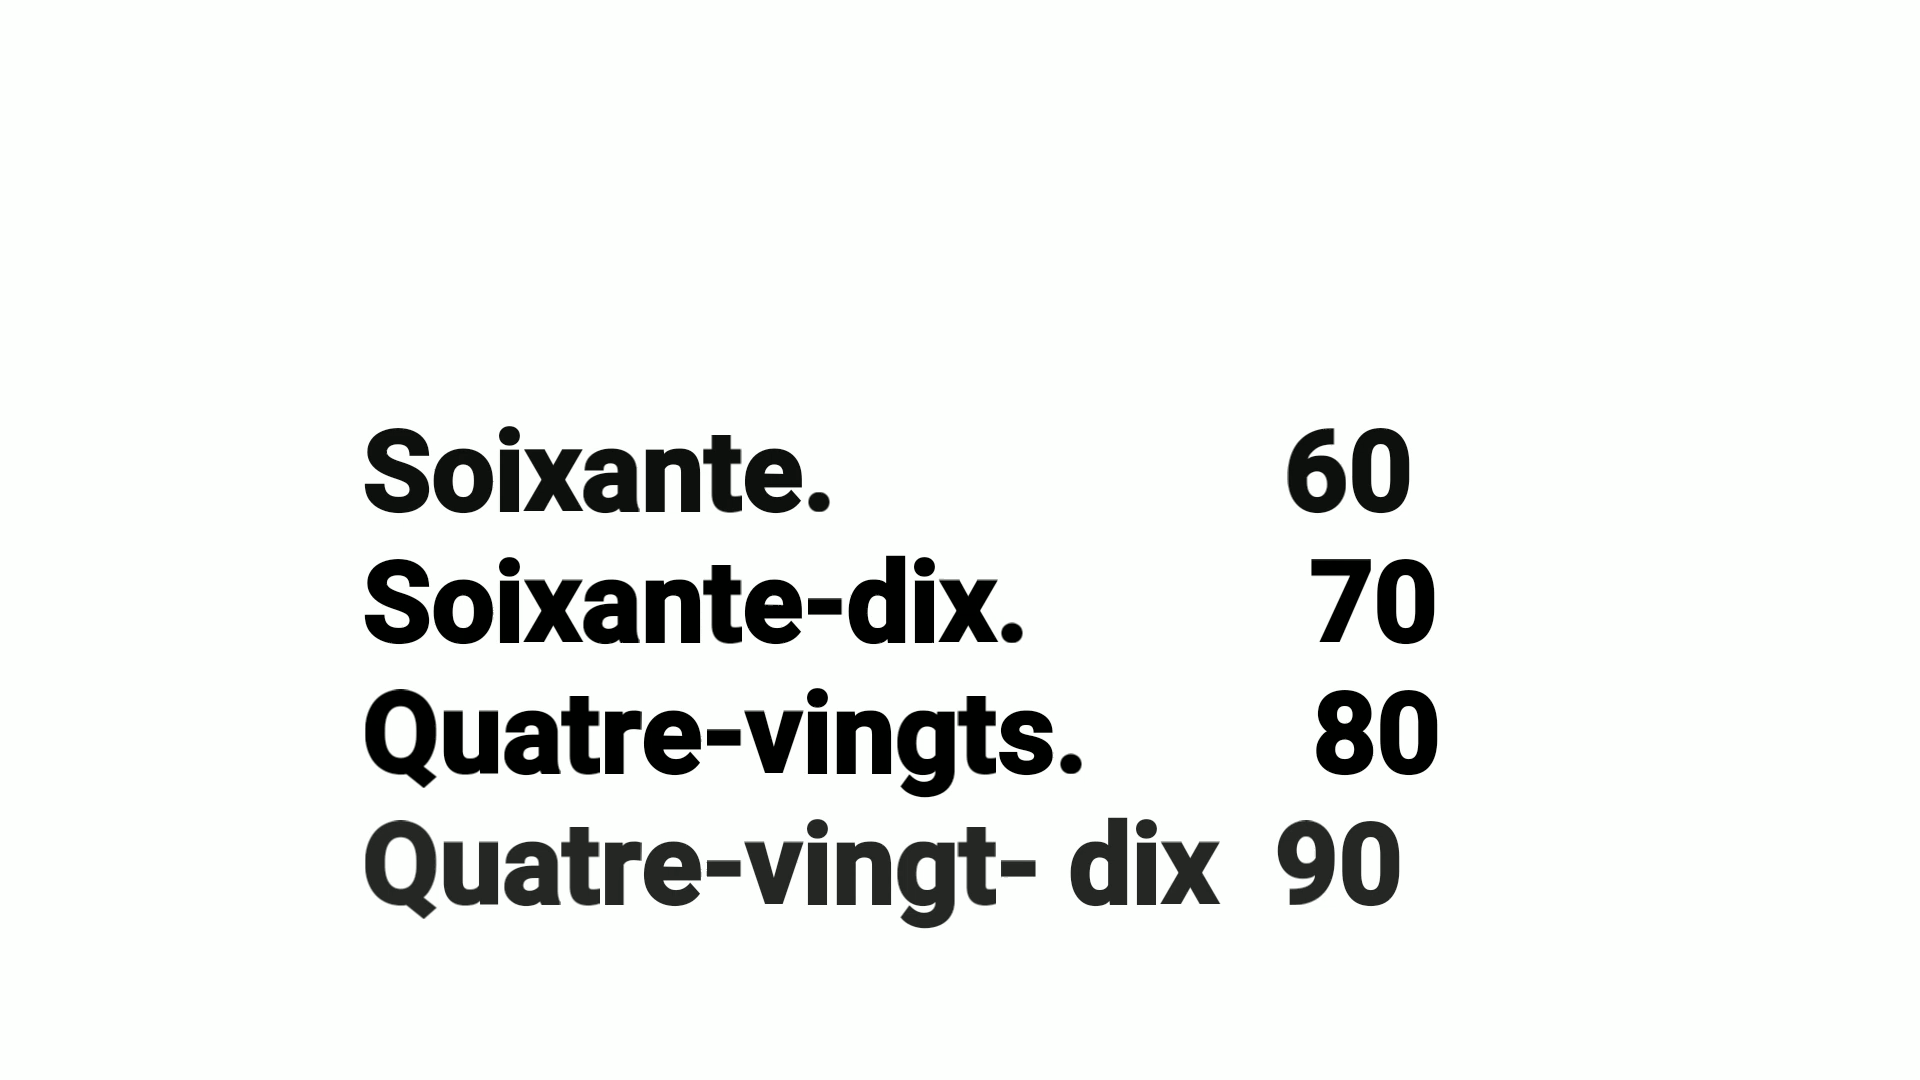 Soixante. 60
Soixante-dix. 70
Quatre-vingts. 80
Quatre-vingt- dix 90